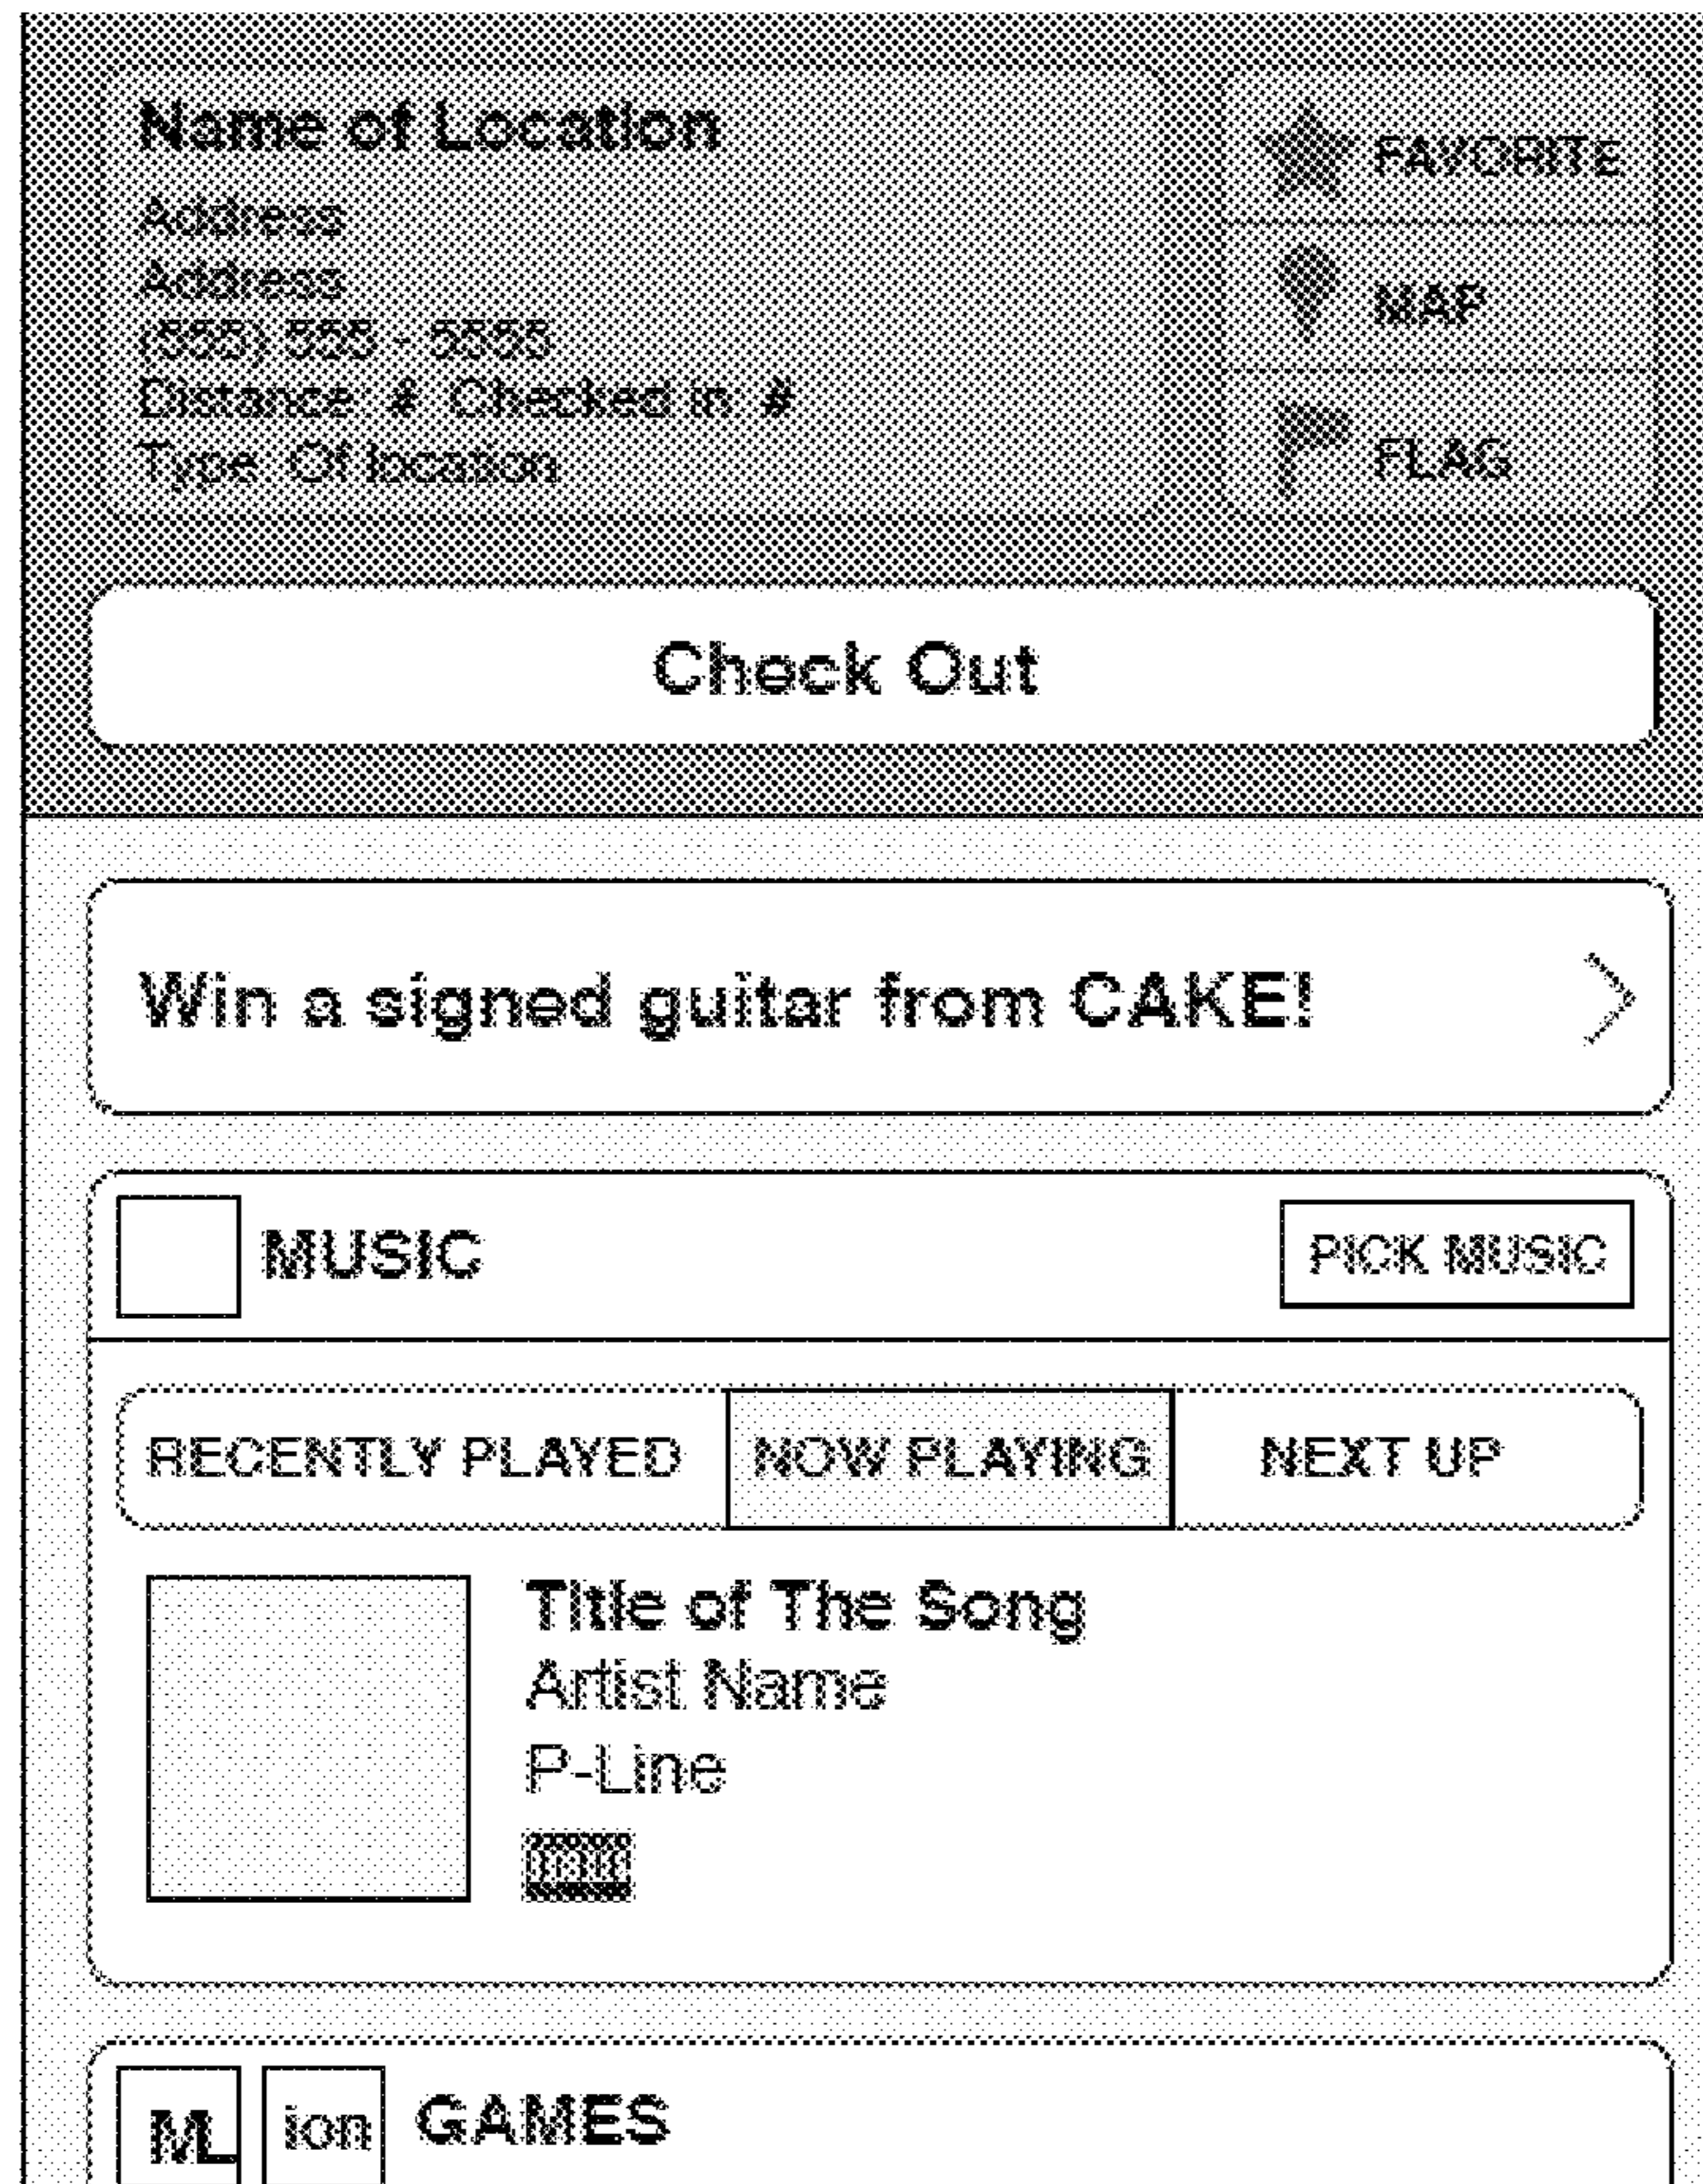 Name of Location
Address
Address
(555) 555 - 5555
Distance: # Checked in: #
Type: Of location
FAVORITE
MAP
FLAG
Check Out
Win a signed guitar from CAKE!
MUSIC
PICK MUSIC
RECENTLY PLAYED
NOW PLAYING
NEXT UP
Title of The Song
Artist Name
P-Line
ML
ion
GAMES